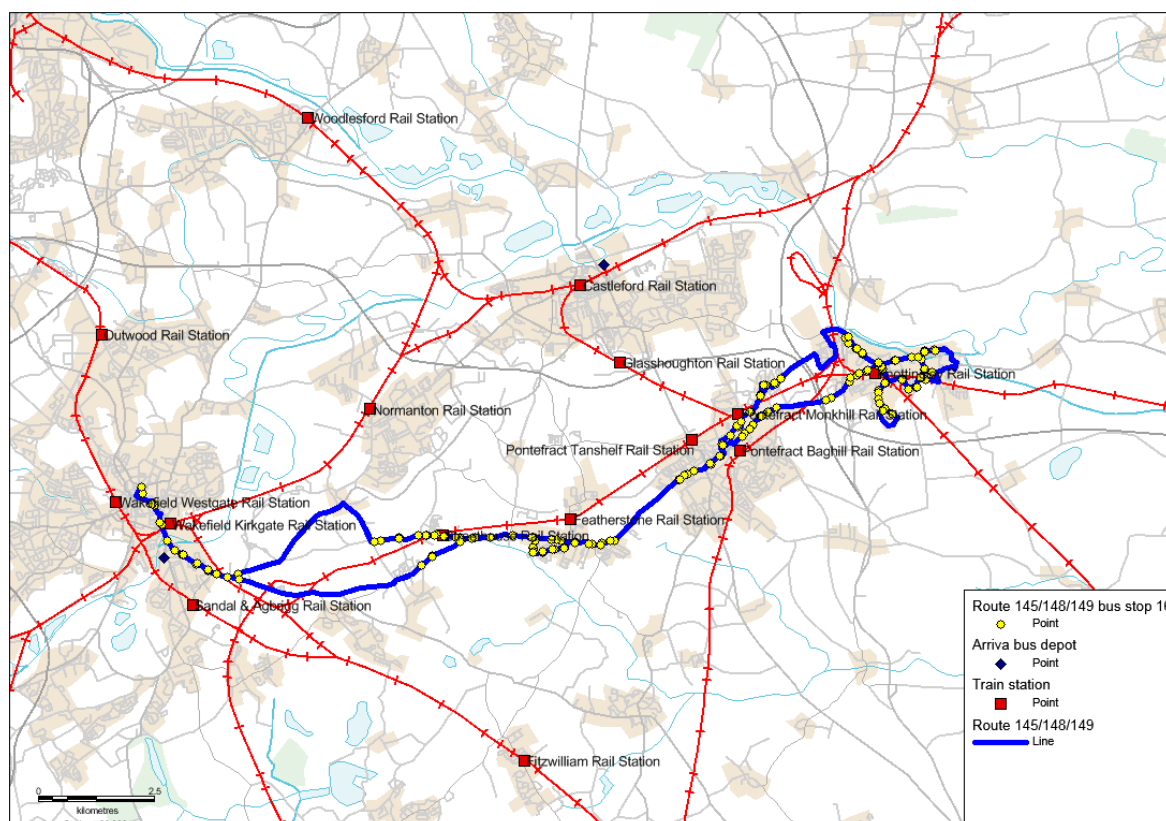 Woodlesford Rail Station
Castleford Rail Station
Outwood Rail Station
Glasshoughton Rail Station
Knottingley Rail Station
Normanton Rail Station
Pontefract Monkhill Rail Station
Pontefract Tanshelf Rail Station
Pontefract Baghill Rail Station
Wakefield Westgate Rail Station
Wakefield Kirkgate Rail Station
Featherstone Rail Station
Streethouse Rail Station
Sandal & Agbrigg Rail Station
Fitzwilliam Rail Station
Route 145/148/149 bus stop 16
Point
Arriva bus depot
Point
Train station
Point
Route 145/148/149
Line
0 2.5
kilometres